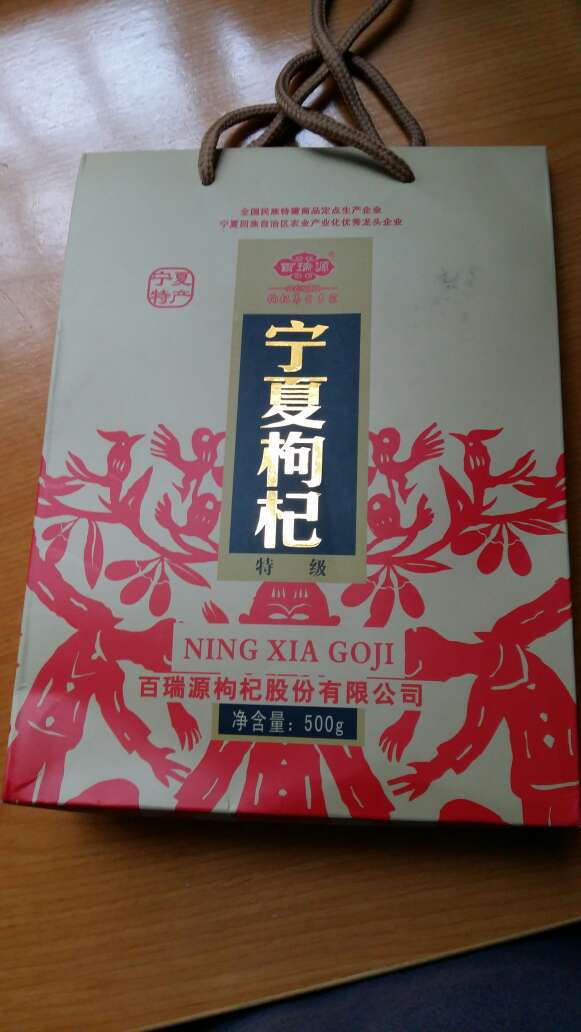 全国民族特需商品定点生产企业
宁夏回族自治区农业产业化优秀龙头企业
百瑞源
®
宁夏
特产
宁夏枸杞
特级
NING XIA GOJI
百瑞源枸杞股份有限公司
净含量：500g